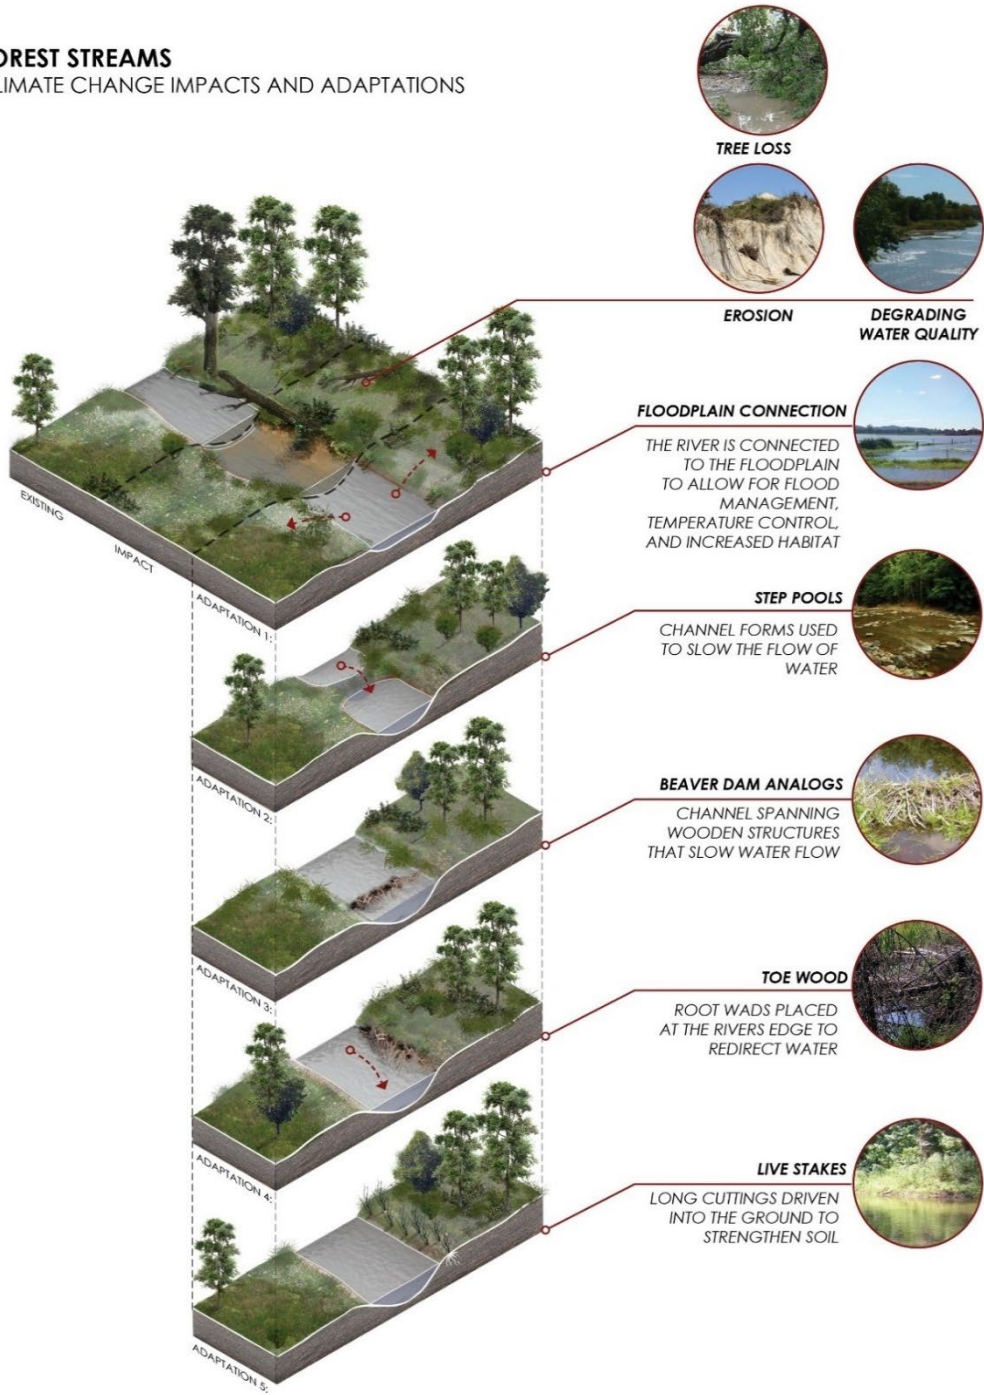 OREST STREAMS
LIMATE CHANGE IMPACTS AND ADAPTATIONS
TREE LOSS
EROSION
DEGRADING
WATER QUALITY
FLOODPLAIN CONNECTION
THE RIVER IS CONNECTED
TO THE FLOODPLAIN
TO ALLOW FOR FLOOD
MANAGEMENT,
TEMPERATURE CONTROL,
AND INCREASED HABITAT
EXISTING
IMPACT
ADAPTATION 1:
STEP POOLS
CHANNEL FORMS USED
TO SLOW THE FLOW OF
WATER
ADAPTATION 2:
BEAVER DAM ANALOGS
CHANNEL SPANNING
WOODEN STRUCTURES
THAT SLOW WATER FLOW
ADAPTATION 3:
TOE WOOD
ROOT WADS PLACED
AT THE RIVERS EDGE TO
REDIRECT WATER
ADAPTATION 4:
LIVE STAKES
LONG CUTTINGS DRIVEN
INTO THE GROUND TO
STRENGTHEN SOIL
ADAPTATION 5: